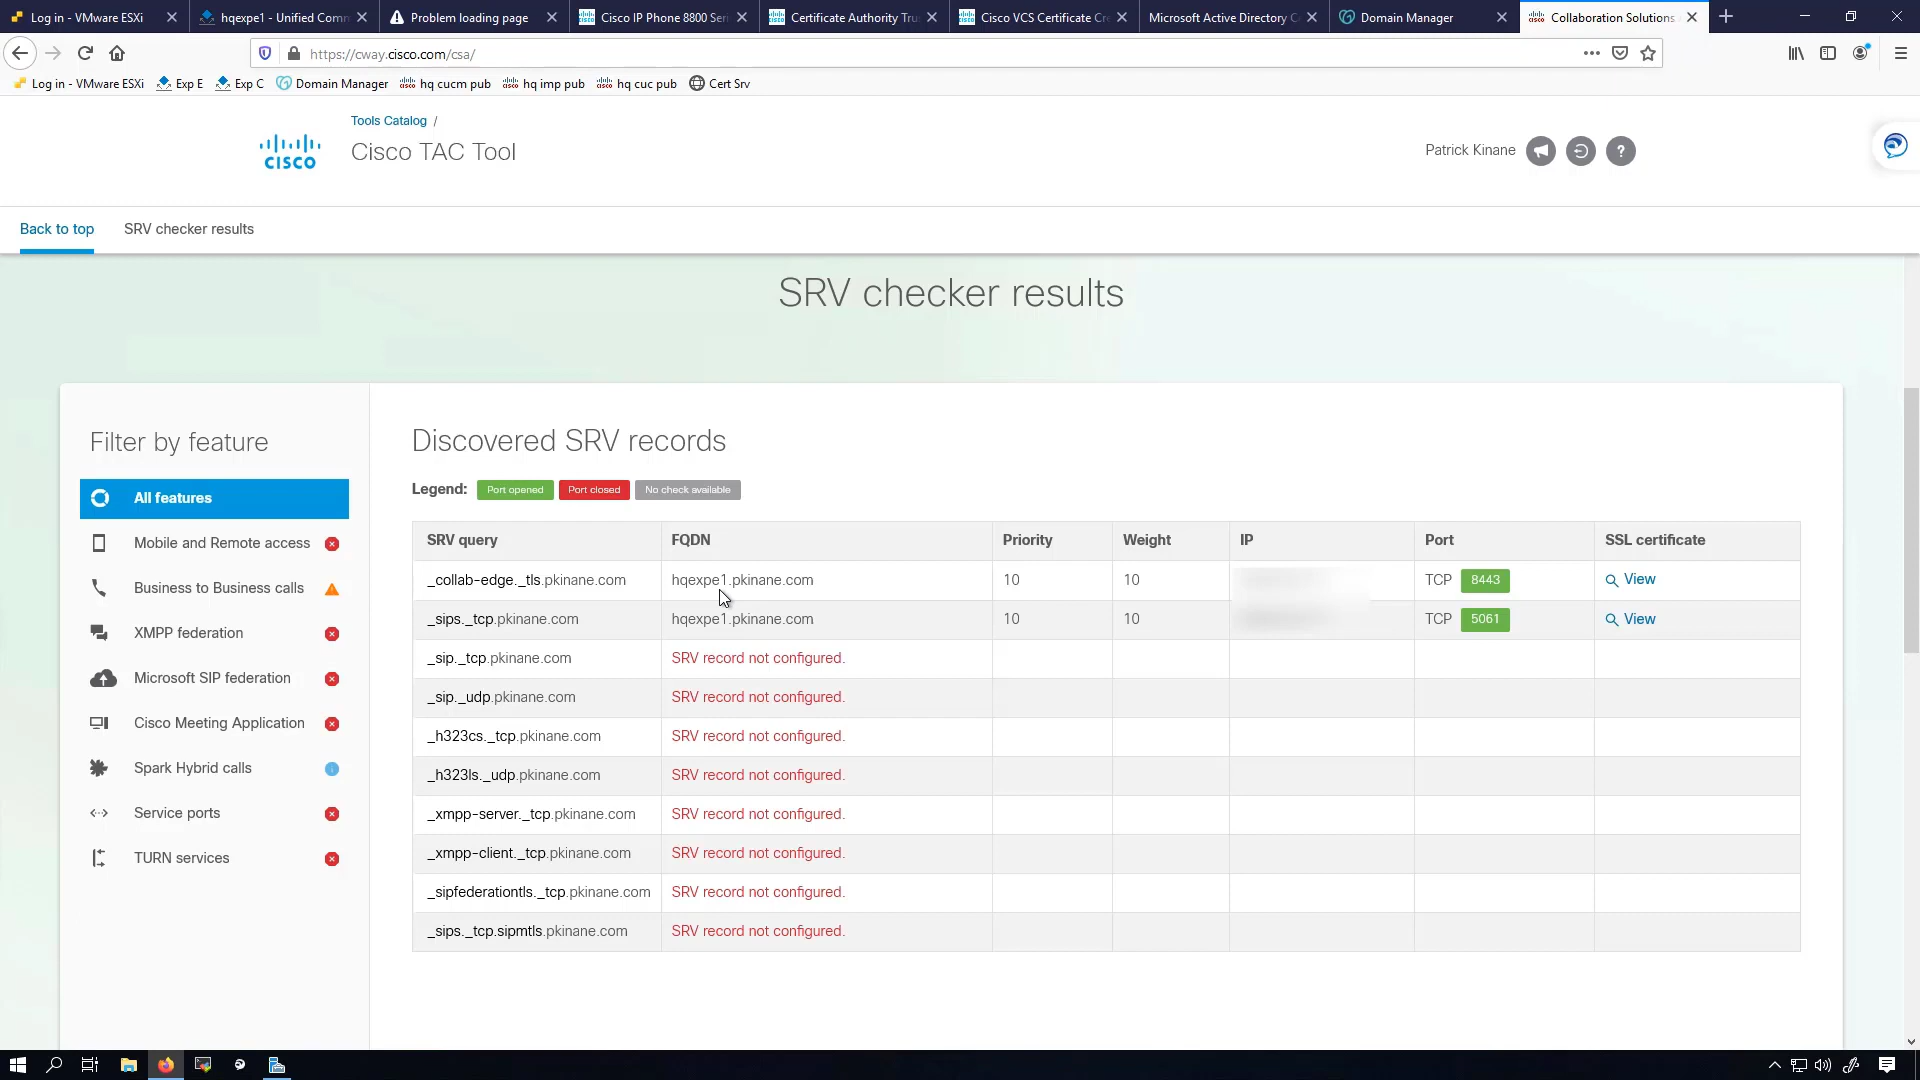 Log in - VMware ESXi
hqexpe1 - Unified Comm
Problem loading page
Cisco IP Phone 8800 Seri
Certificate Authority Trus
Cisco VCS Certificate Cre
Microsoft Active Directory C
Domain Manager
Collaboration Solutions
https://cway.cisco.com/csa/
Log in - VMware ESXi
Exp E
Exp C
Domain Manager
hq cucm pub
hq imp pub
hq cuc pub
Cert Srv
Tools Catalog /
CISCO
Cisco TAC Tool
Patrick Kinane
?
Back to top
SRV checker results
SRV checker results
Filter by feature
All features
Mobile and Remote access
Business to Business calls
XMPP federation
Microsoft SIP federation
Cisco Meeting Application
Spark Hybrid calls
Service ports
TURN services
Discovered SRV records
Legend: Port opened Port closed No check available
SRV query FQDN Priority Weight IP Port SSL certificate
_collab-edge._tls.pkinane.com hqexpe1.pkinane.com 10 10 TCP 8443 View
_sips._tcp.pkinane.com hqexpe1.pkinane.com 10 10 TCP 5061 View
_sip._tcp.pkinane.com SRV record not configured.
_sip._udp.pkinane.com SRV record not configured.
_h323cs._tcp.pkinane.com SRV record not configured.
_h323ls._udp.pkinane.com SRV record not configured.
_xmpp-server._tcp.pkinane.com SRV record not configured.
_xmpp-client._tcp.pkinane.com SRV record not configured.
_sipfederationtls._tcp.pkinane.com SRV record not configured.
_sips._tcp.sipmtls.pkinane.com SRV record not configured.